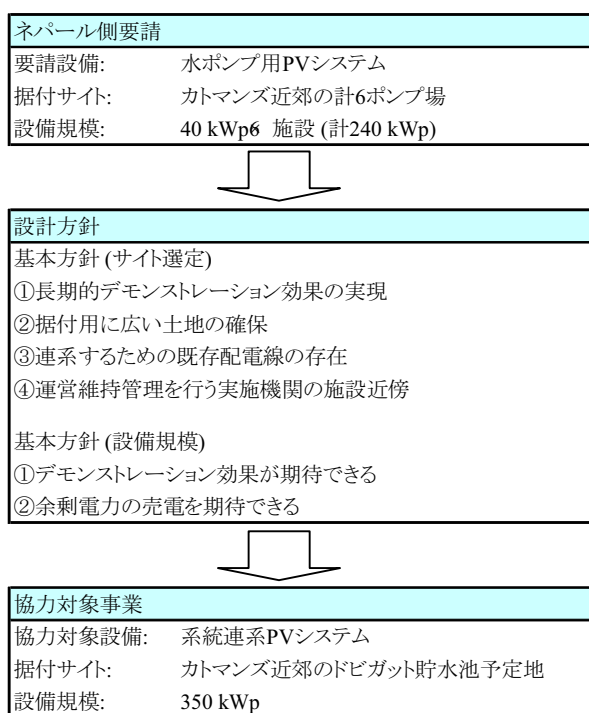 ネパール側要請
要請設備: 水ポンプ用PVシステム
据付サイト: カトマンズ近郊の計6ポンプ場
設備規模: 40 kWp6 施設 (計240 kWp)
設計方針
基本方針 (サイト選定)
①長期的デモンストレーション効果の実現
②据付用に広い土地の確保
③連系するための既存配電線の存在
④運営維持管理を行う実施機関の施設近傍
基本方針 (設備規模)
①デモンストレーション効果が期待できる
②余剰電力の売電を期待できる
協力対象事業
協力対象設備: 系統連系PVシステム
据付サイト: カトマンズ近郊のドビガット貯水池予定地
設備規模: 350 kWp